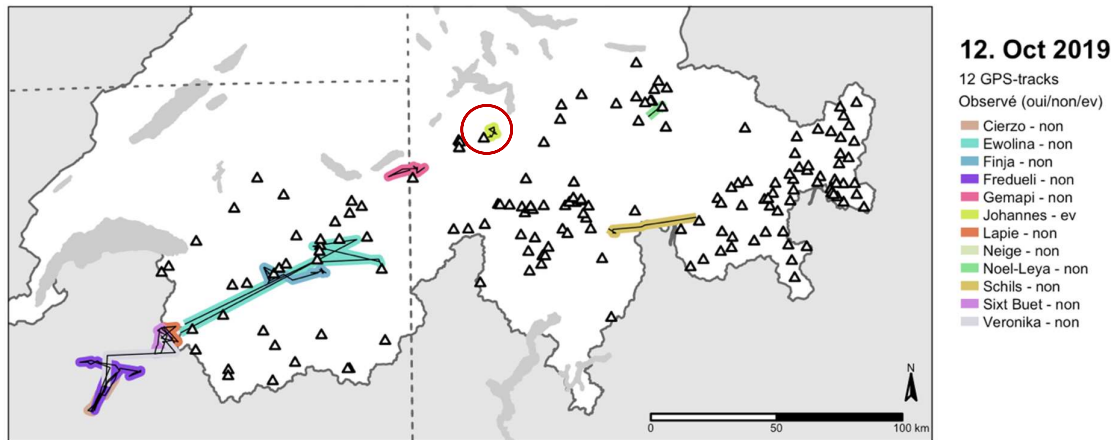 12. Oct 2019
12 GPS-tracks
Observé (oui/non/ev)
Cierzo - non
Ewolina - non
Finja - non
Fredueli - non
Gemapi - non
Johannes - ev
Lapie - non
Neige - non
Noel-Leya - non
Schils - non
Sixt Buet - non
Veronika - non
N
0 50 100 km